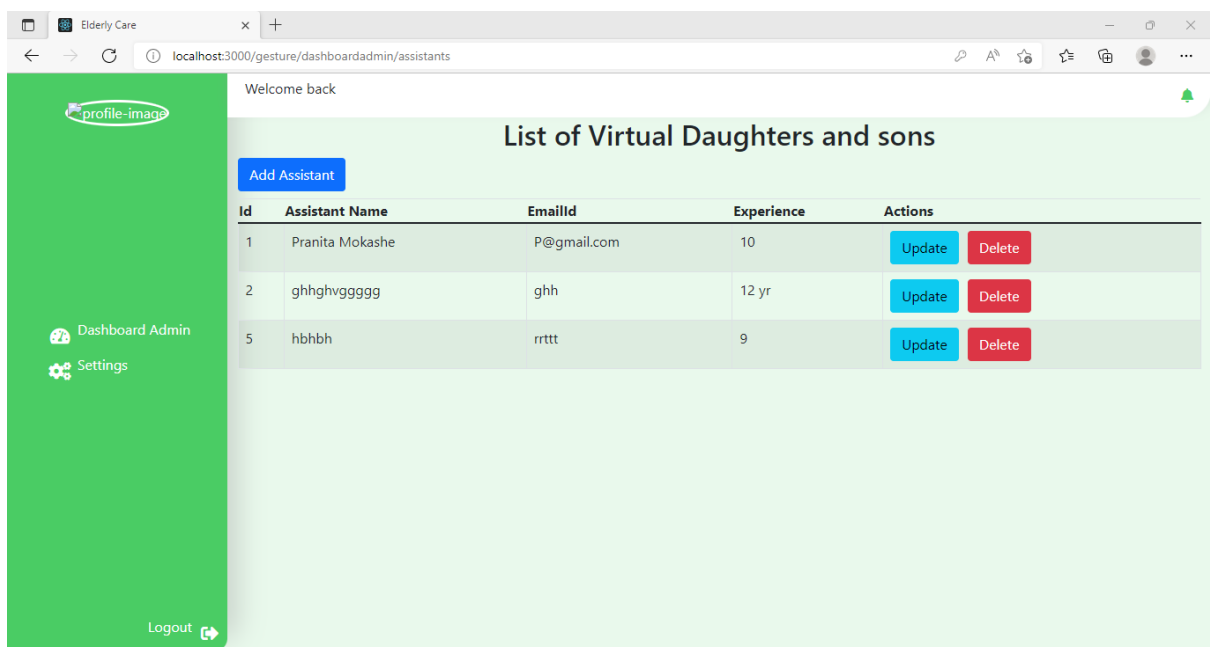 Elderly Care
localhost:3000/gesture/dashboardadmin/assistants
profile-image
Welcome back
List of Virtual Daughters and sons
Add Assistant
Id Assistant Name EmailId Experience Actions
1 Pranita Mokashe P@gmail.com 10 Update Delete
2 ghhghvggggg ghh 12 yr Update Delete
5 hbhbh rrttt 9 Update Delete
Dashboard Admin
Settings
Logout